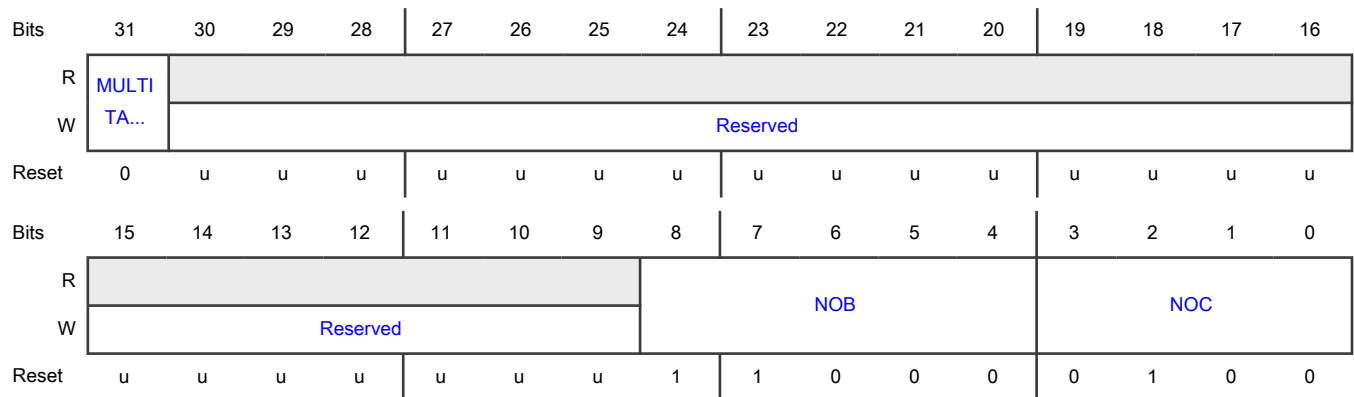 Bits 31 30 29 28 27 26 25 24 23 22 21 20 19 18 17 16
R MULTI
W TA... Reserved
Reset 0 u u u u u u u u u u u u u u u
Bits 15 14 13 12 11 10 9 8 7 6 5 4 3 2 1 0
R
NOB NOC
W Reserved
Reset u u u u u u u 1 1 0 0 0 0 1 0 0